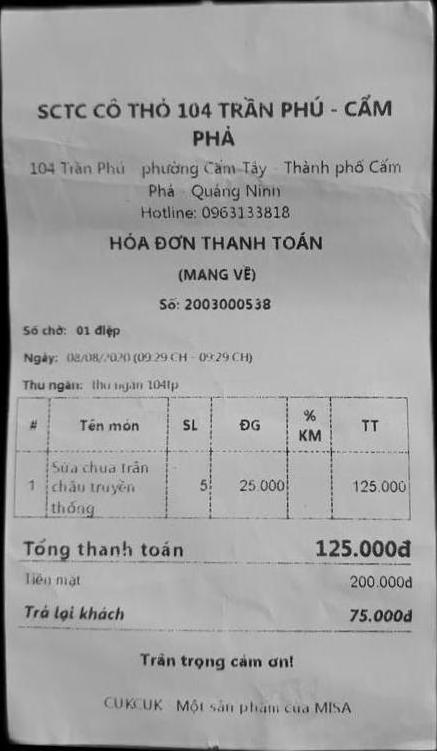 SCTC CÔ THỎ 104 TRẦN PHÚ - CẨM
PHẢ
104 Trần Phú - phường Cẩm Tây - Thành phố Cẩm
Phả - Quảng Ninh
Hotline: 0963133818
HÓA ĐƠN THANH TOÁN
(MANG VỀ)
Số: 2003000538
Số chờ: 01 điệp
Ngày: 08/08/2020 (09:29 CH - 09:29 CH)
Thu ngân: thu ngân 104tp
# Tên món SL ĐG % KM TT
1 Sữa chua trân 5 25.000 125.000
châu truyền
thống
Tổng thanh toán 125.000đ
Tiền mặt 200.000đ
Trả lại khách 75.000đ
Trân trọng cảm ơn!
CUKCUK - Một sản phẩm của MISA